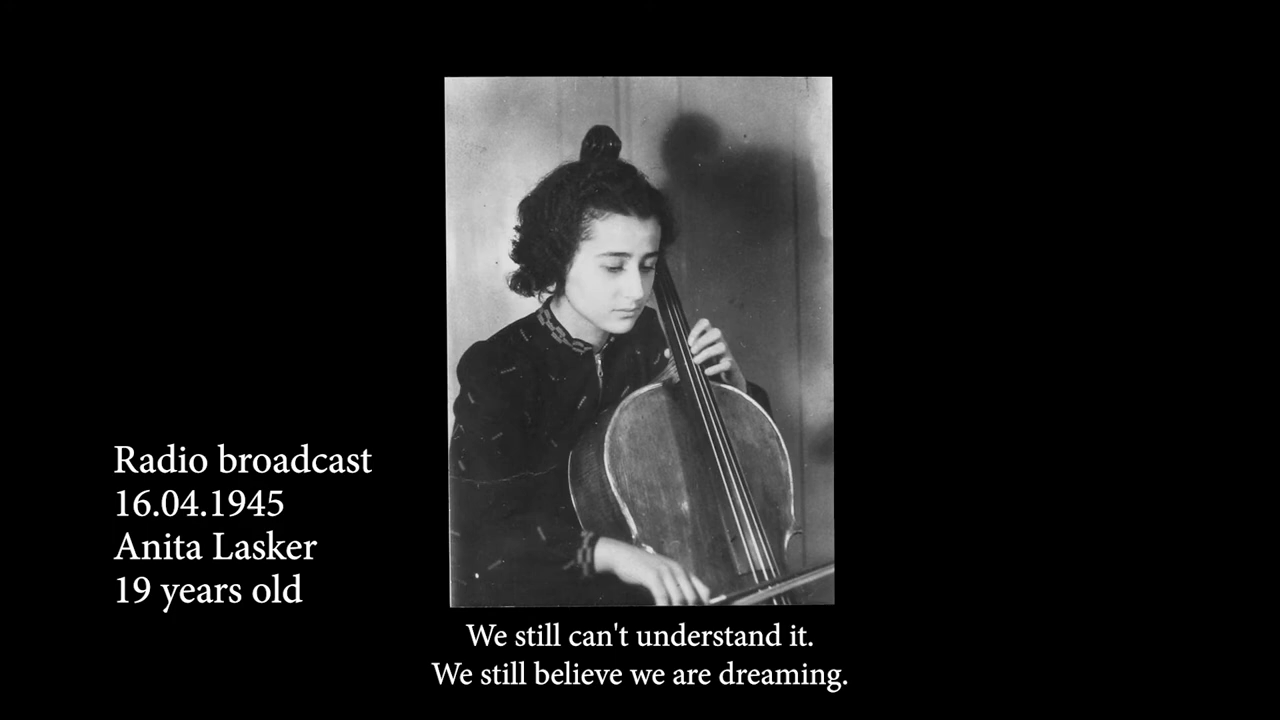 Radio broadcast
16.04.1945
Anita Lasker
19 years old
We still can't understand it.
We still believe we are dreaming.